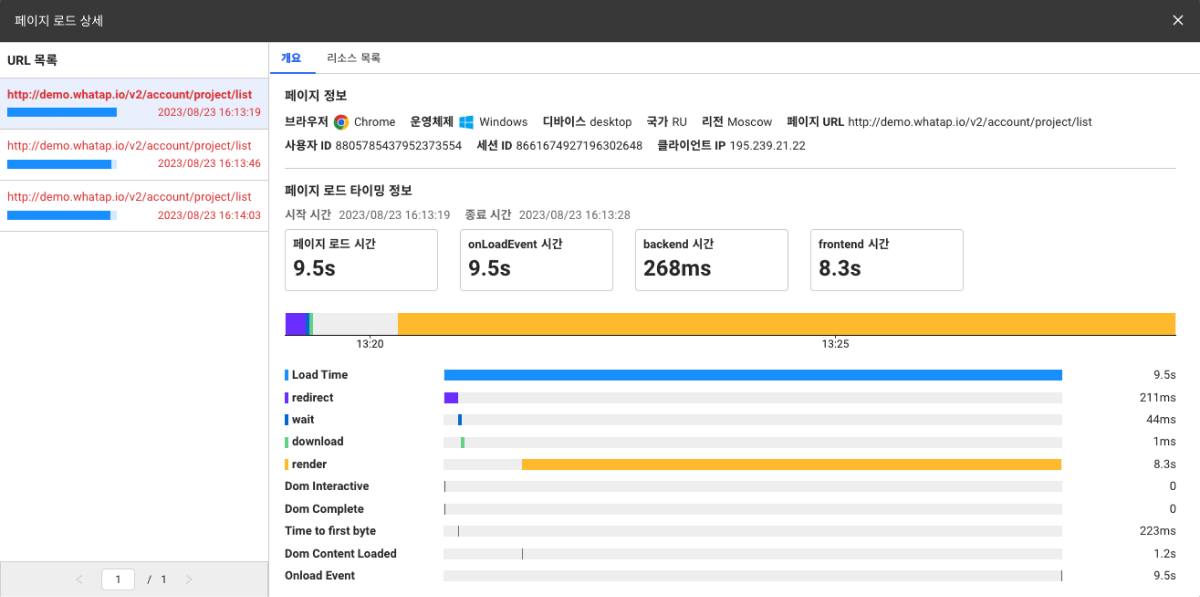 페이지 로드 상세
URL 목록
http://demo.whatap.io/v2/account/project/list
2023/08/23 16:13:19
http://demo.whatap.io/v2/account/project/list
2023/08/23 16:13:46
http://demo.whatap.io/v2/account/project/list
2023/08/23 16:14:03
1 / 1
개요 리소스 목록
페이지 정보
브라우저 Chrome 운영체제 Windows 디바이스 desktop 국가 RU 리전 Moscow 페이지 URL http://demo.whatap.io/v2/account/project/list
사용자 ID 8805785437952373554 세션 ID 8661674927196302648 클라이언트 IP 195.239.21.22
페이지 로드 타이밍 정보
시작 시간 2023/08/23 16:13:19 종료 시간 2023/08/23 16:13:28
페이지 로드 시간 onLoadEvent 시간 backend 시간 frontend 시간
9.5s 9.5s 268ms 8.3s
13:20 13:25
Load Time 9.5s
redirect 211ms
wait 44ms
download 1ms
render 8.3s
Dom Interactive 0
Dom Complete 0
Time to first byte 223ms
Dom Content Loaded 1.2s
Onload Event 9.5s